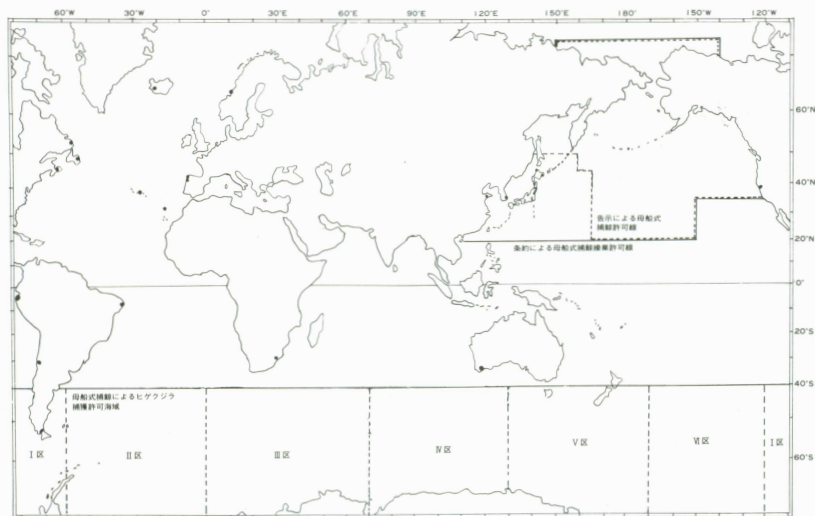 60°W
30°W
0°
30°E
60°E
90°E
120°E
150°E
180°
150°W
120°W
60°N
40°N
告示による母船式
捕鯨許可線
20°N
条約による母船式捕鯨操業許可線
0°
20°S
40°S
母船式捕鯨によるヒゲクジラ
捕獲許可海域
I区
II区
III区
IV区
V区
VI区
I区
60°S